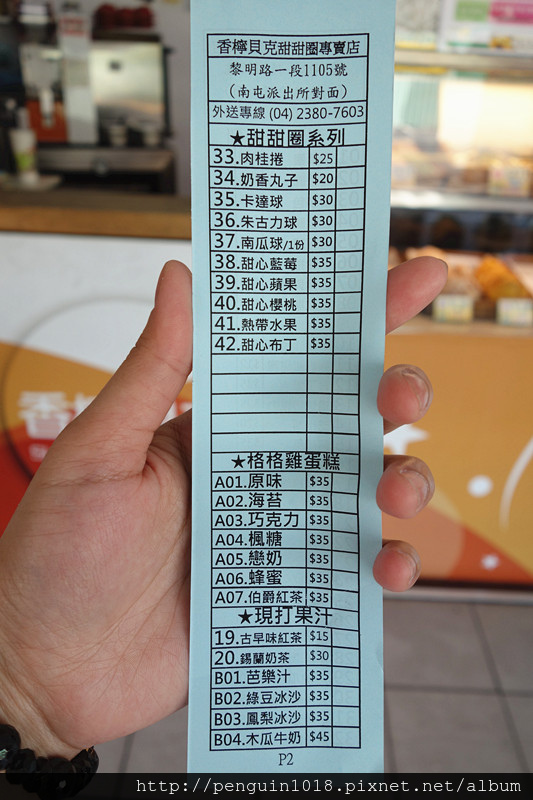 香檸貝克甜甜圈專賣店
黎明路一段1105號
(南屯派出所對面)
外送專線 (04) 2380-7603
★甜甜圈系列
33.肉桂捲 $25
34.奶香丸子 $20
35.卡達球 $30
36.朱古力球 $30
37.南瓜球/1份 $30
38.甜心藍莓 $35
39.甜心蘋果 $35
40.甜心櫻桃 $35
41.熱帶水果 $35
42.甜心布丁 $35
★格格雞蛋糕
A01.原味 $35
A02.海苔 $35
A03.巧克力 $35
A04.楓糖 $35
A05.戀奶 $35
A06.蜂蜜 $35
A07.伯爵紅茶 $35
★現打果汁
19.古早味紅茶 $15
20.錫蘭奶茶 $30
B01.芭樂汁 $35
B02.綠豆冰沙 $35
B03.鳳梨冰沙 $35
B04.木瓜牛奶 $45
P2
香
http://penguin1018.pixnet.net/album